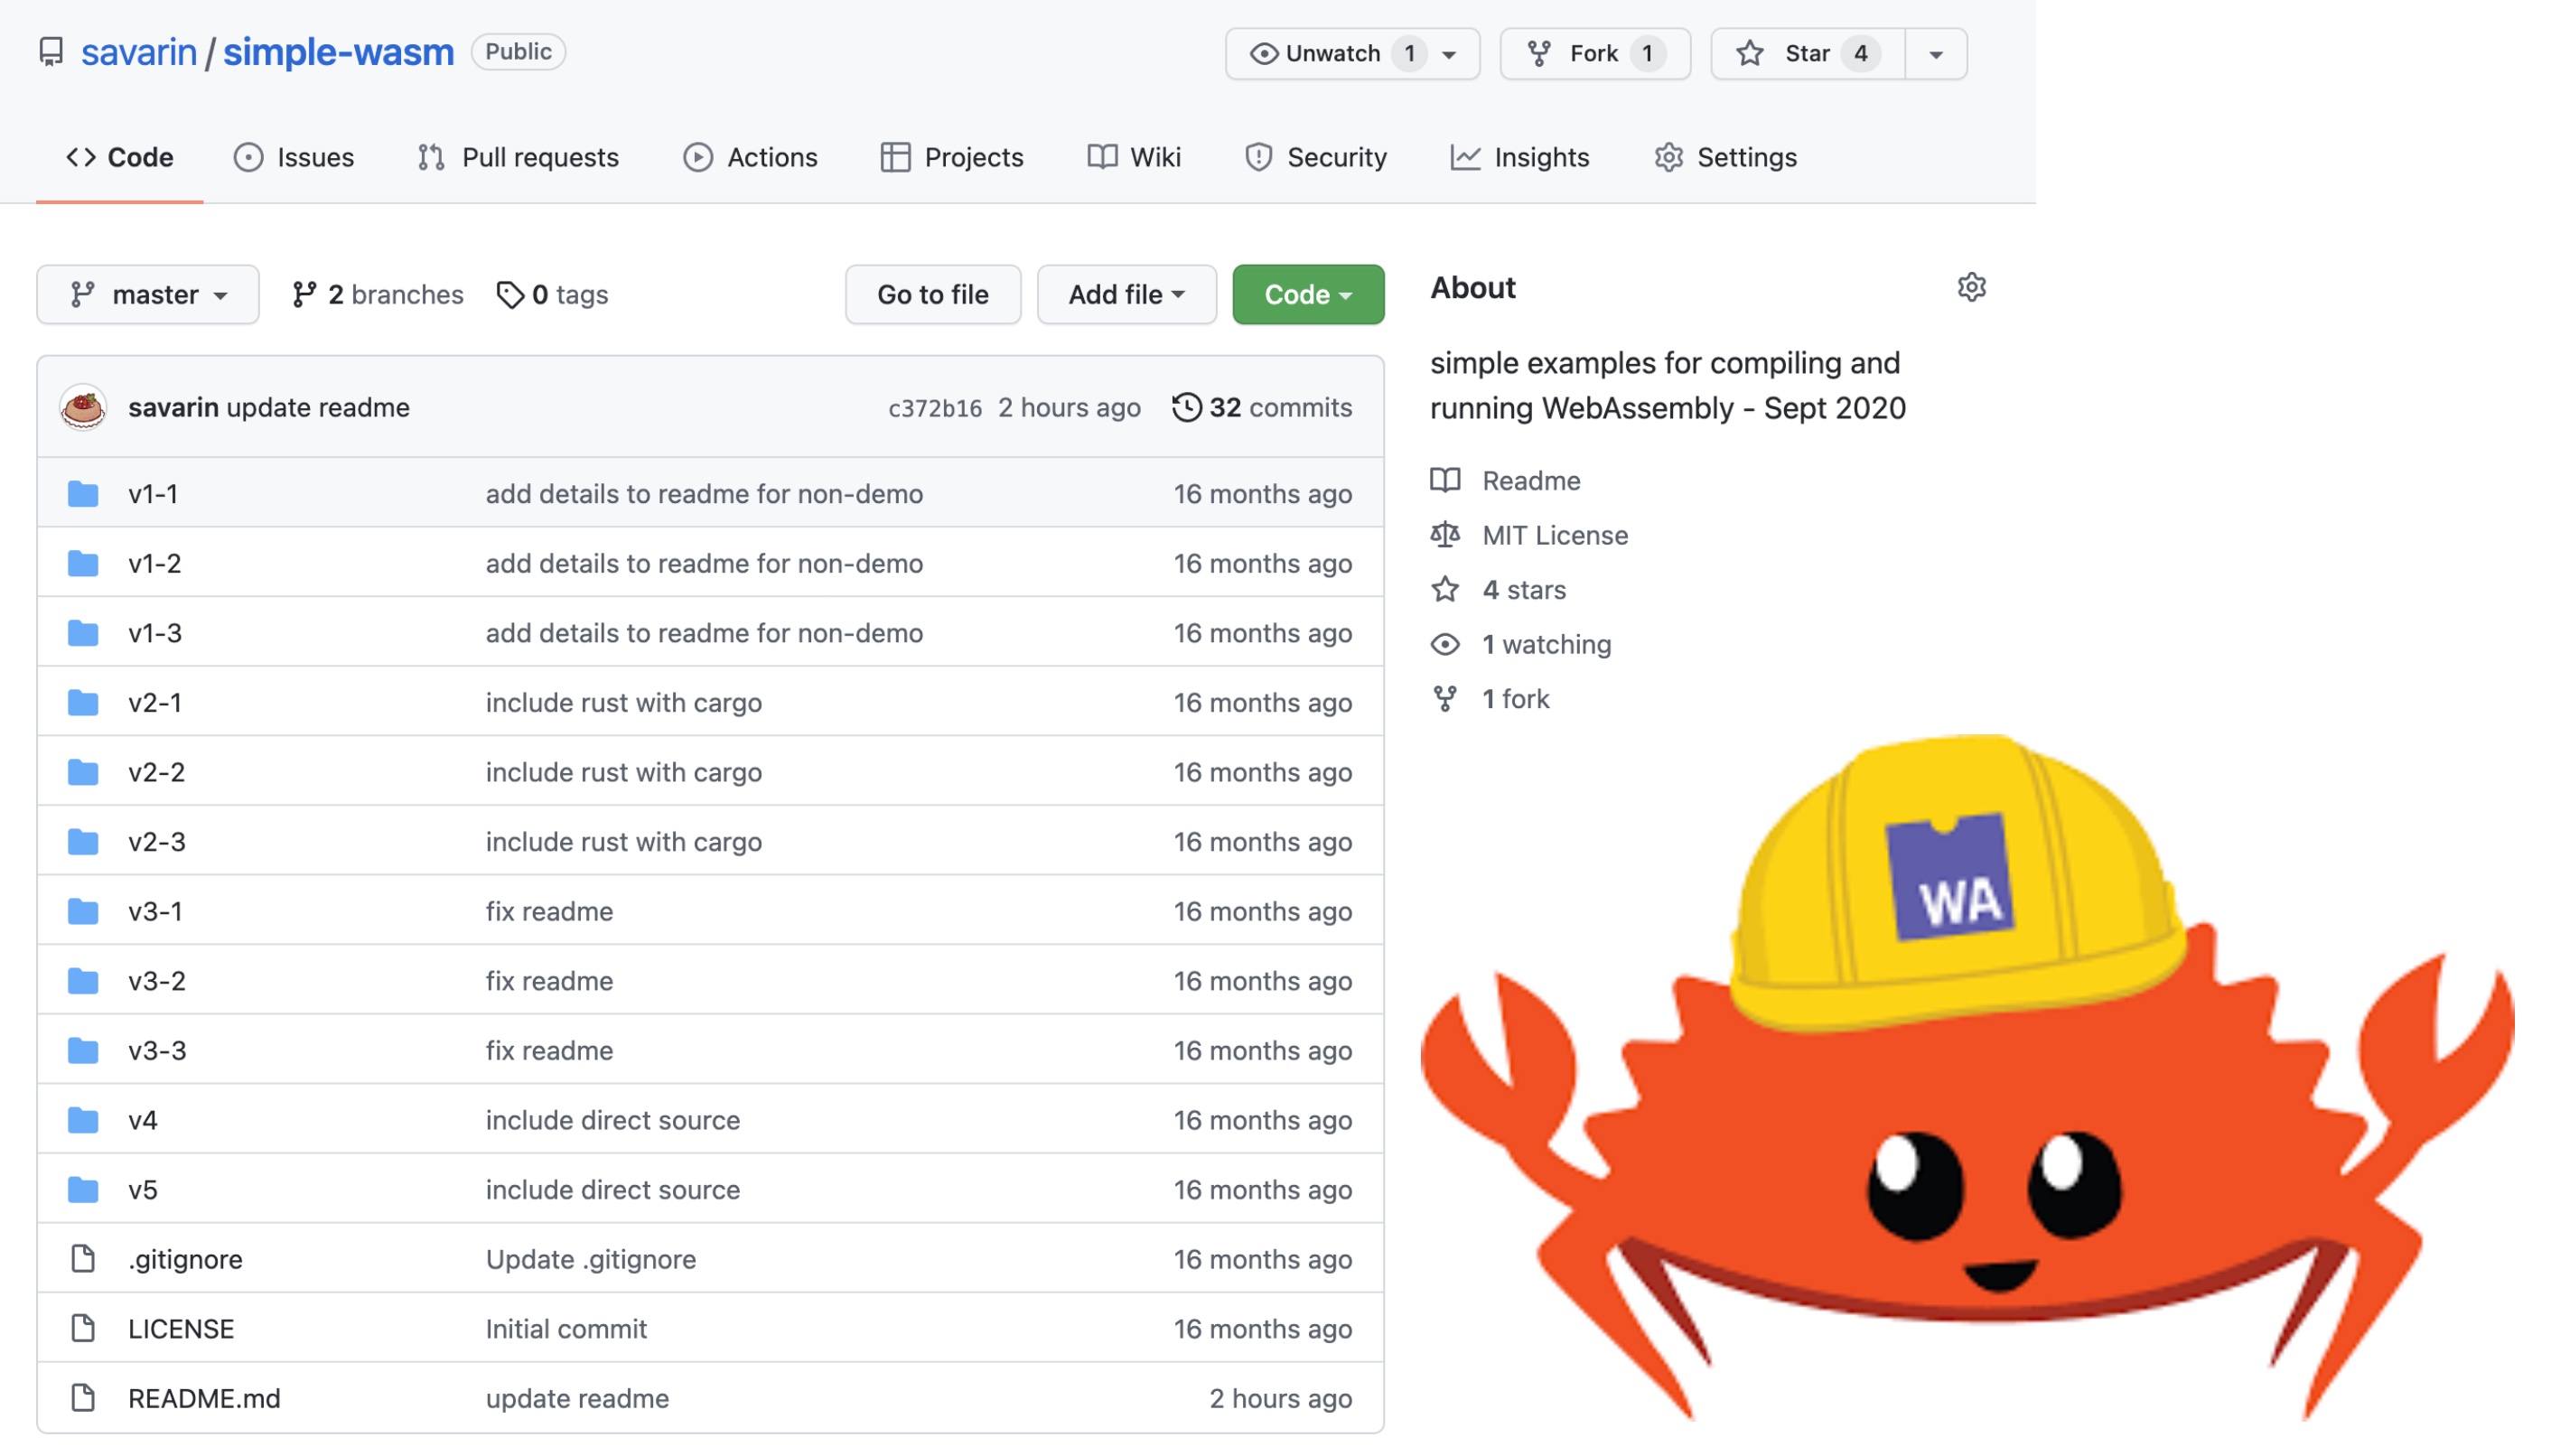 savarin / simple-wasm Public
Unwatch 1 Fork 1 Star 4
Code Issues Pull requests Actions Projects Wiki Security Insights Settings
master 2 branches 0 tags Go to file Add file Code
savarin update readme c372b16 2 hours ago 32 commits
v1-1 add details to readme for non-demo 16 months ago
v1-2 add details to readme for non-demo 16 months ago
v1-3 add details to readme for non-demo 16 months ago
v2-1 include rust with cargo 16 months ago
v2-2 include rust with cargo 16 months ago
v2-3 include rust with cargo 16 months ago
v3-1 fix readme 16 months ago
v3-2 fix readme 16 months ago
v3-3 fix readme 16 months ago
v4 include direct source 16 months ago
v5 include direct source 16 months ago
.gitignore Update .gitignore 16 months ago
LICENSE Initial commit 16 months ago
README.md update readme 2 hours ago
About
simple examples for compiling and
running WebAssembly - Sept 2020
Readme
MIT License
4 stars
1 watching
1 fork
WA